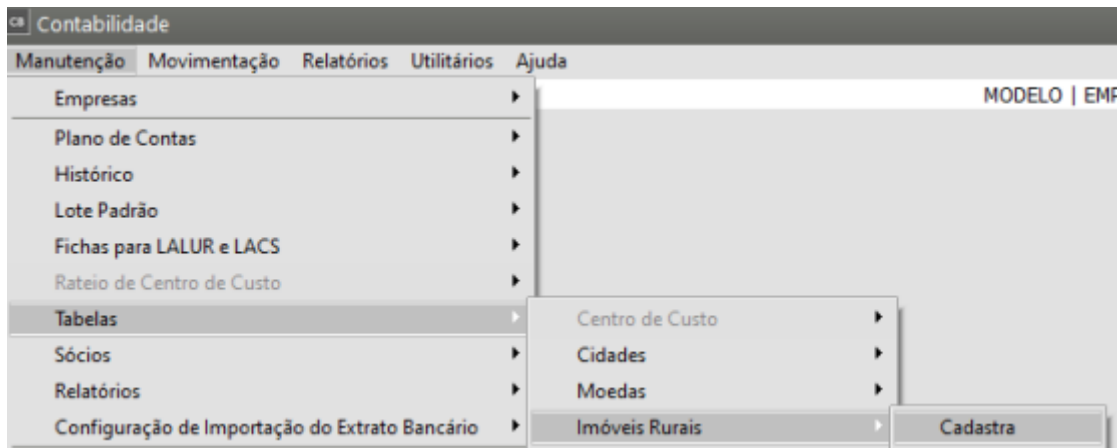 CB Contabilidade
Manutenção Movimentação Relatórios Utilitários Ajuda
MODELO | EMP
Empresas
Plano de Contas
Histórico
Lote Padrão
Fichas para LALUR e LACS
Rateio de Centro de Custo
Tabelas
Centro de Custo
Sócios
Cidades
Relatórios
Moedas
Configuração de Importação do Extrato Bancário
Imóveis Rurais
Cadastra